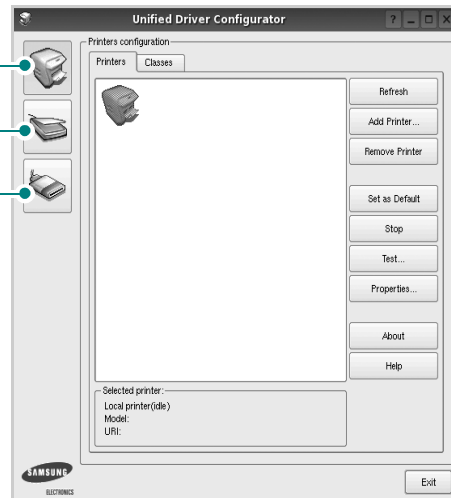 Unified Driver Configurator
Printers configuration
Printers
Classes
Refresh
Add Printer...
Remove Printer
Set as Default
Stop
Test...
Properties...
About
Help
Selected printer:
Local printer(idle)
Model:
URI:
SAMSUNG
ELECTRONICS
Exit